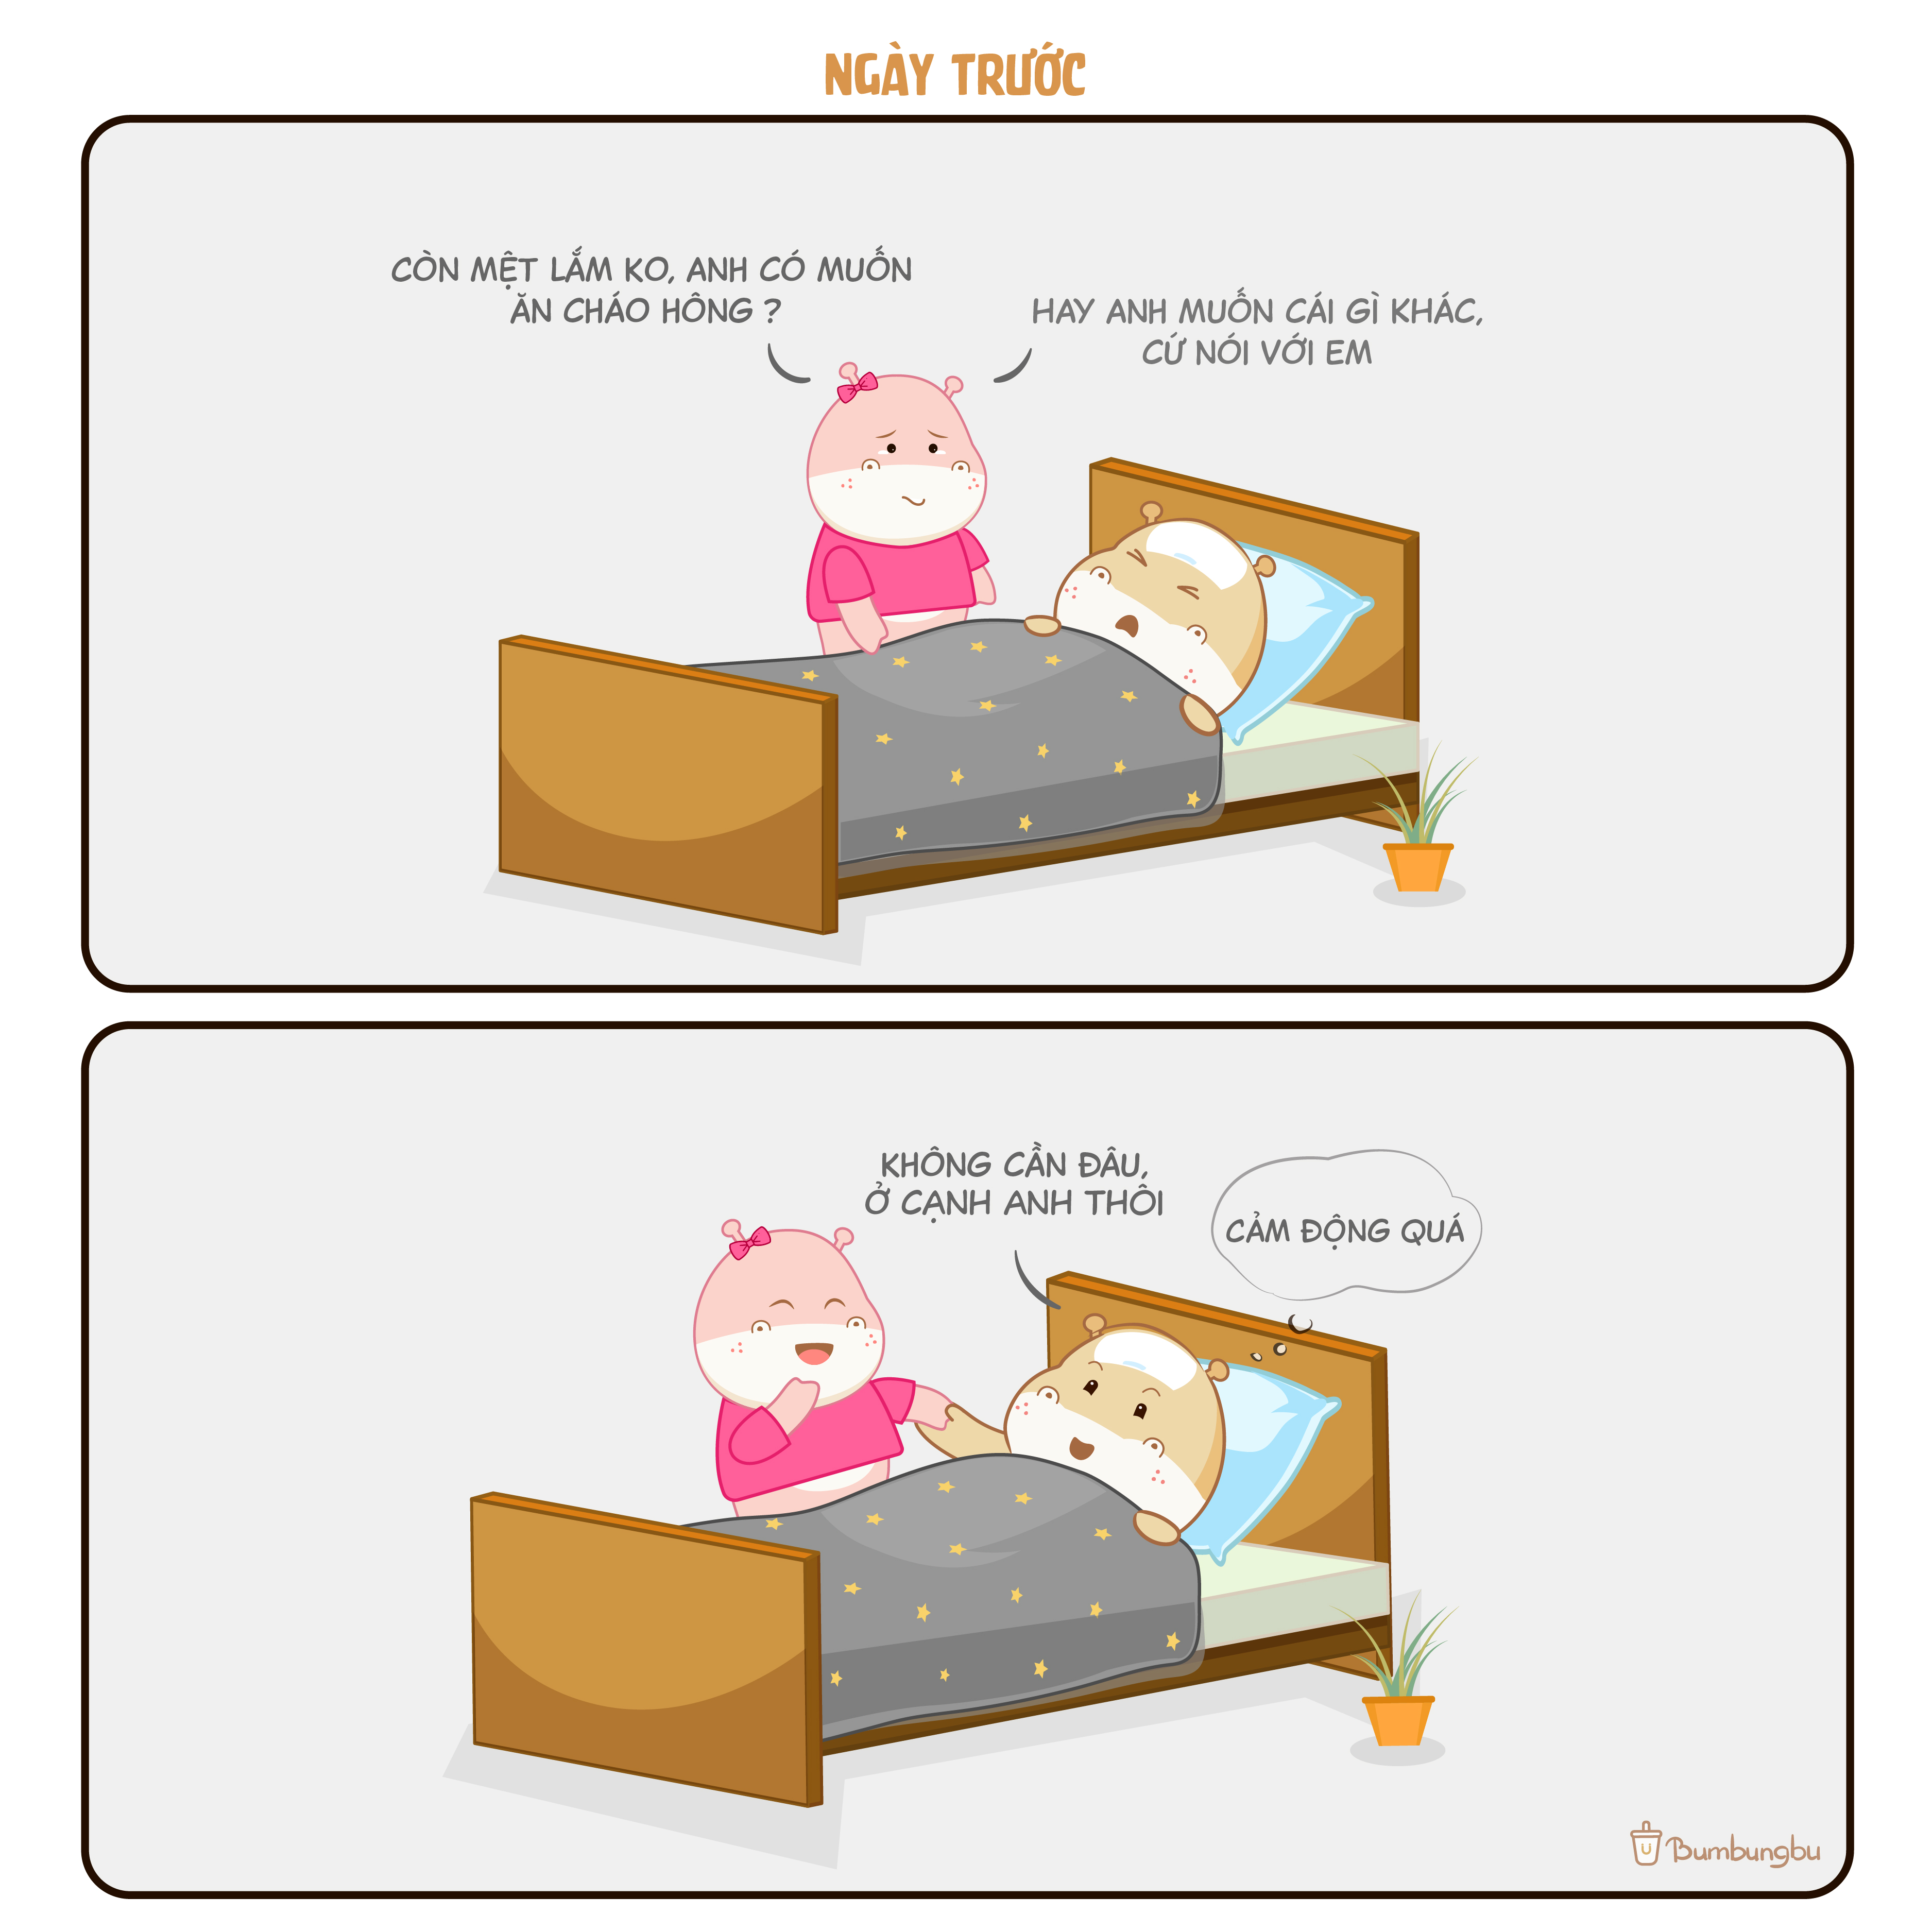 NGÀY TRƯỚC
CÒN MỆT LẮM KO, ANH CÓ MUỐN
ĂN CHÁO HÔNG ?
HAY ANH MUỐN CÁI GÌ KHÁC,
CỨ NÓI VỚI EM
KHÔNG CẦN ĐÂU,
Ở CẠNH ANH THÔI
CẢM ĐỘNG QUÁ
Bumbungbu